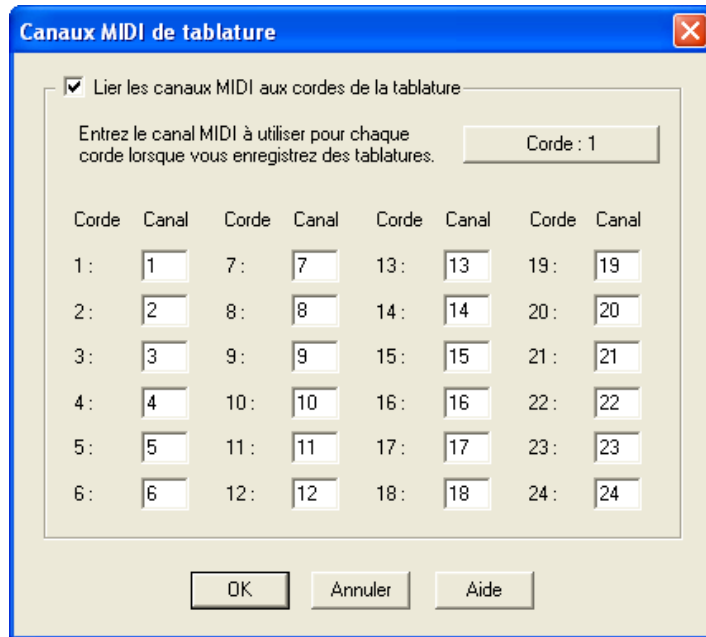 Canaux MIDI de tablature
Lier les canaux MIDI aux cordes de la tablature
Entrez le canal MIDI à utiliser pour chaque
corde lorsque vous enregistrez des tablatures.
Corde : 1
Corde Canal Corde Canal Corde Canal Corde Canal
1 : 1 7 : 7 13 : 13 19 : 19
2 : 2 8 : 8 14 : 14 20 : 20
3 : 3 9 : 9 15 : 15 21 : 21
4 : 4 10 : 10 16 : 16 22 : 22
5 : 5 11 : 11 17 : 17 23 : 23
6 : 6 12 : 12 18 : 18 24 : 24
OK Annuler Aide